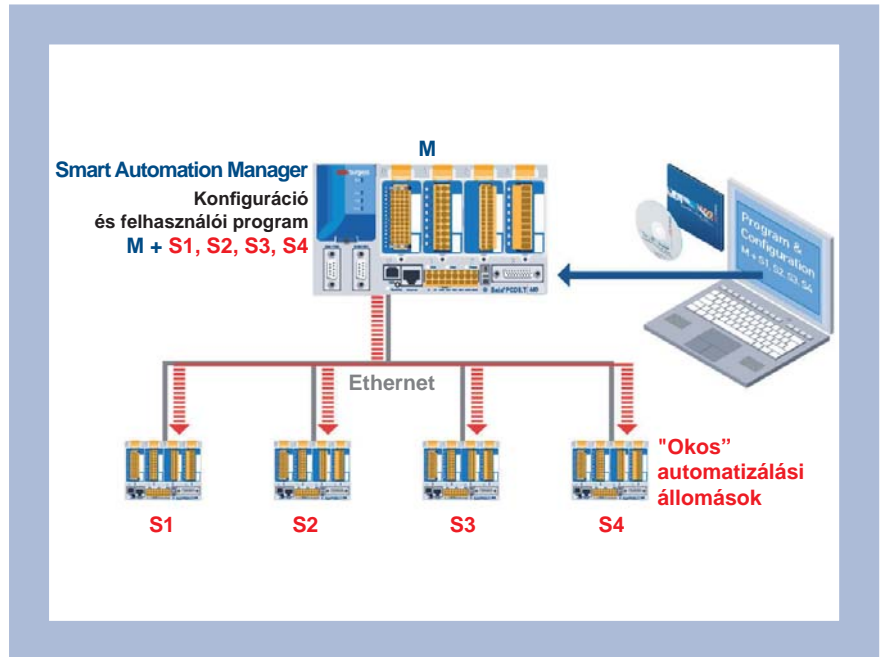 M
Smart Automation Manager
Konfiguráció
és felhasználói program
M + S1, S2, S3, S4
Program &
Configuration
M + S1, S2, S3, S4
Ethernet
"Okos”
automatizálási
állomások
S1
S2
S3
S4